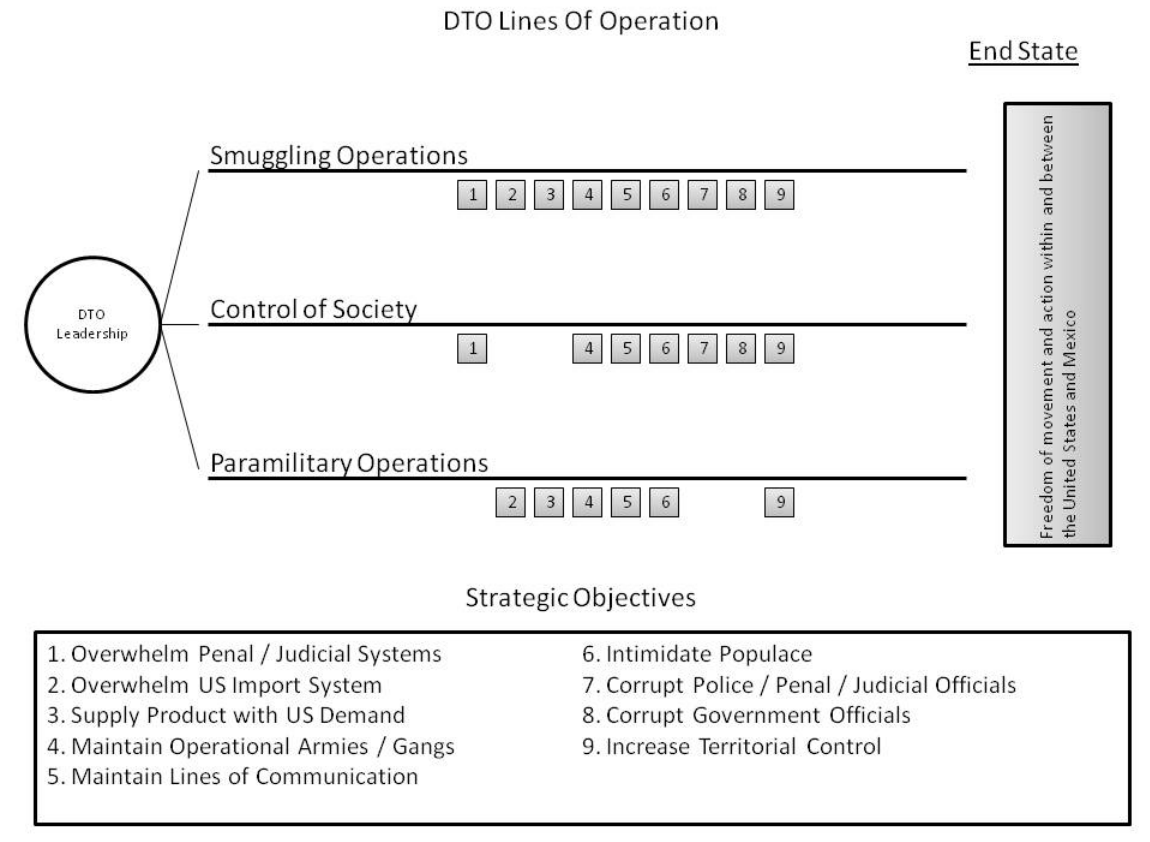 DTO Lines Of Operation
End State
Smuggling Operations
1 2 3 4 5 6 7 8 9
DTO
Leadership
Control of Society
1 4 5 6 7 8 9
Paramilitary Operations
2 3 4 5 6 9
Freedom of movement and action within and between
the United States and Mexico
Strategic Objectives
1. Overwhelm Penal / Judicial Systems
2. Overwhelm US Import System
3. Supply Product with US Demand
4. Maintain Operational Armies / Gangs
5. Maintain Lines of Communication
6. Intimidate Populace
7. Corrupt Police / Penal / Judicial Officials
8. Corrupt Government Officials
9. Increase Territorial Control